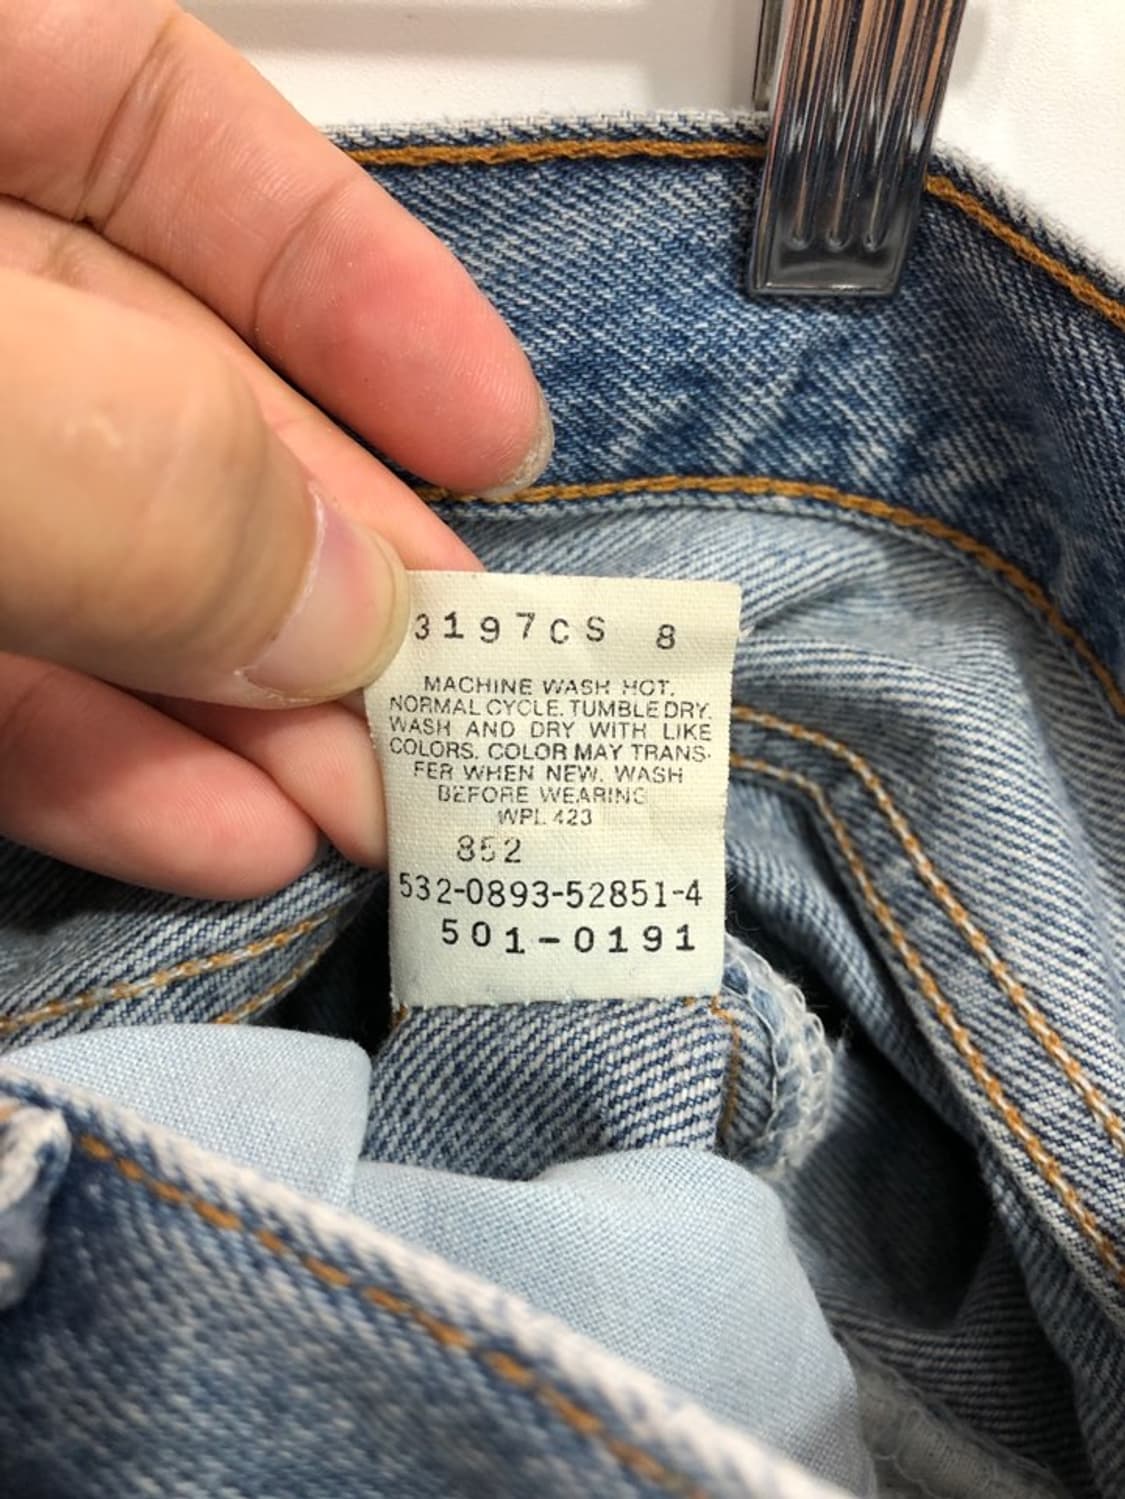 3197CS 8
MACHINE WASH HOT.
NORMAL CYCLE. TUMBLE DRY.
WASH AND DRY WITH LIKE
COLORS. COLOR MAY TRANS-
FER WHEN NEW. WASH
BEFORE WEARING
WPL 423
852
532-0893-52851-4
501-0191